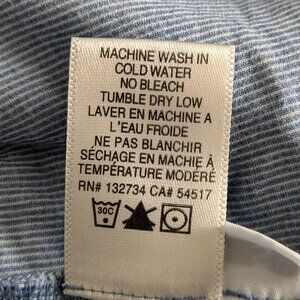 MACHINE WASH IN
COLD WATER
NO BLEACH
TUMBLE DRY LOW
LAVER EN MACHINE A
L'EAU FROIDE
NE PAS BLANCHIR
SÉCHAGE EN MACHIE À
TEMPÉRATURE MODÉRÉ
RN# 132734 CA# 54517
30C